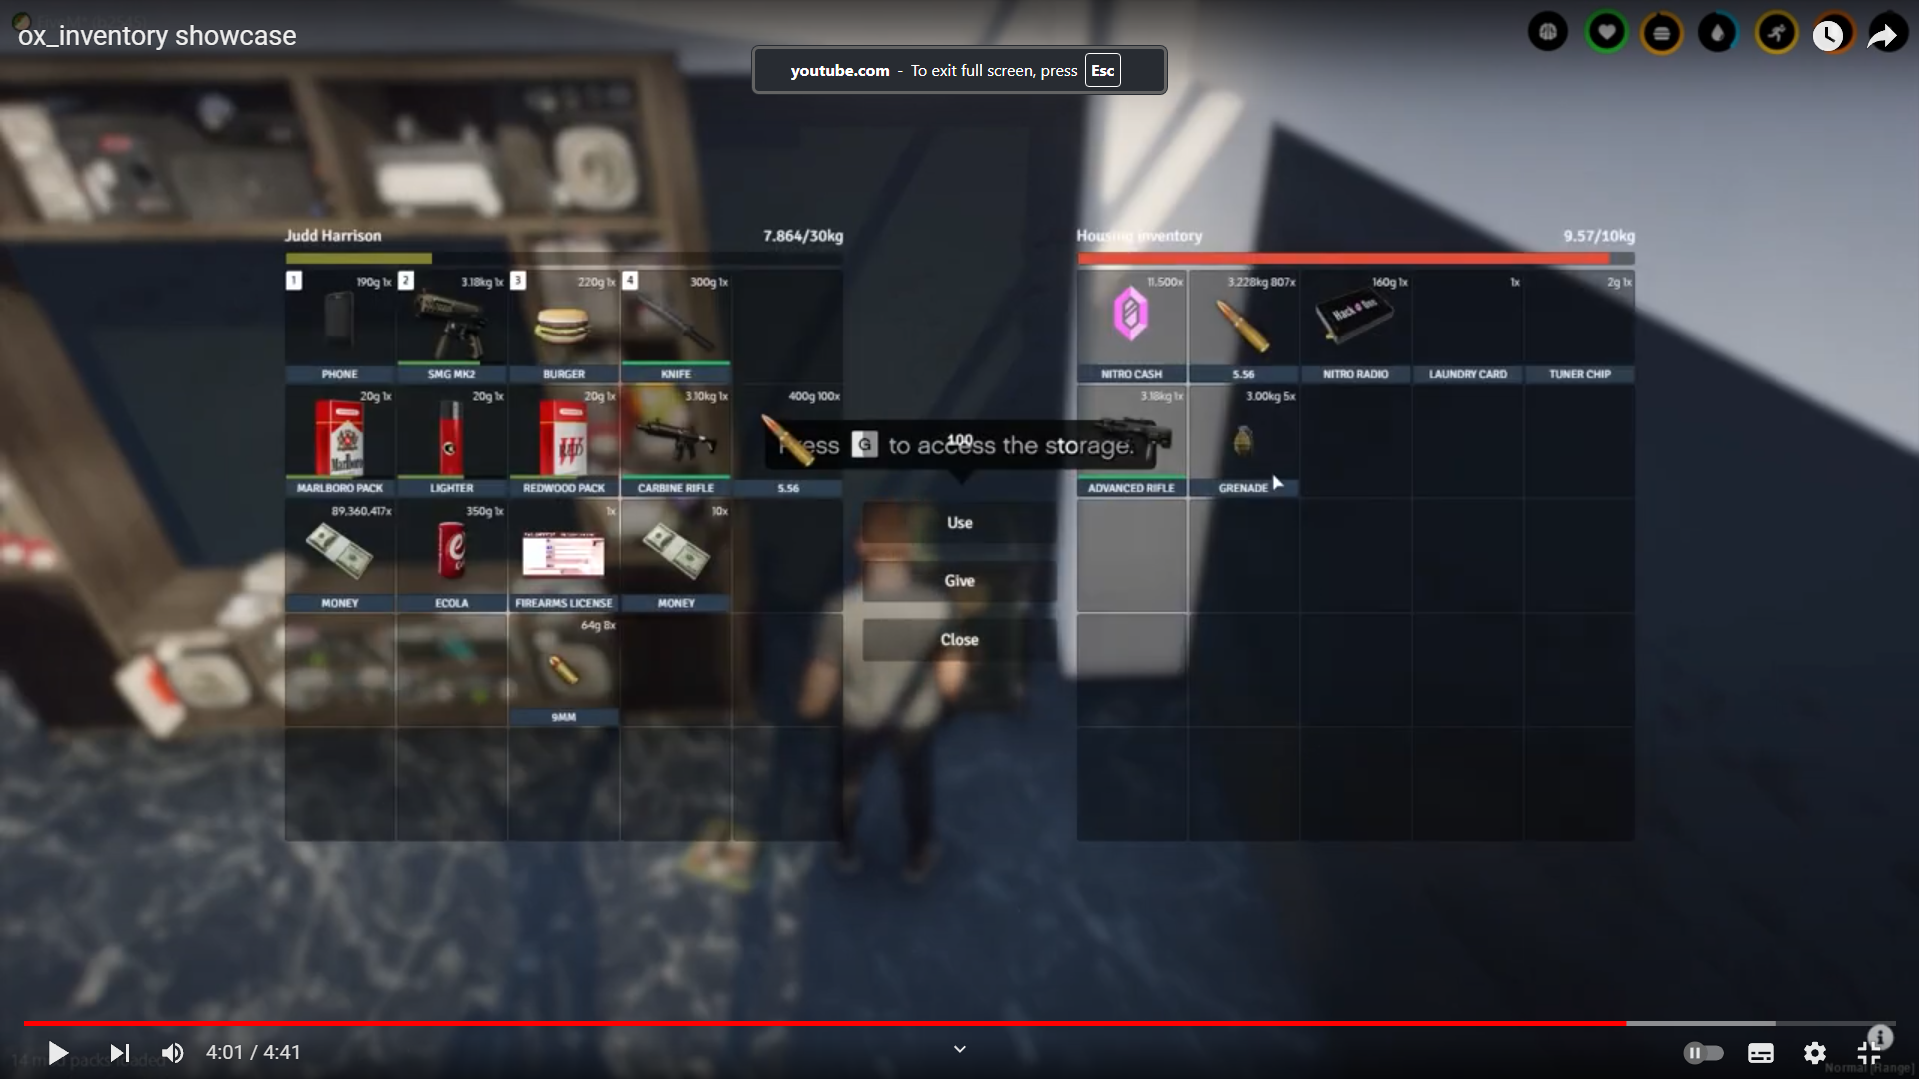 ox_inventory showcase
youtube.com - To exit full screen, press Esc
Judd Harrison 7.864/30kg
Housing inventory 9.57/10kg
1 190g 1x 2 3.18kg 1x 3 220g 1x 4 300g 1x
PHONE SMG MK2 BURGER KNIFE
20g 1x 20g 1x 20g 1x 3.10kg 1x 400g 100x
Marlboro RED
MARLBORO PACK LIGHTER REDWOOD PACK CARBINE RIFLE 5.56
89,360,417x 350g 1x 1x 10x
MONEY ECOLA FIREARMS LICENSE MONEY
64g 8x
9MM
Press G to access the storage.
100
Use
Give
Close
11,500x 3.228kg 807x 160g 1x 1x 2g 1x
NITRO CASH 5.56 NITRO RADIO LAUNDRY CARD TUNER CHIP
3.18kg 1x 3.00kg 5x
ADVANCED RIFLE GRENADE
4:01 / 4:41
Normal [Range]